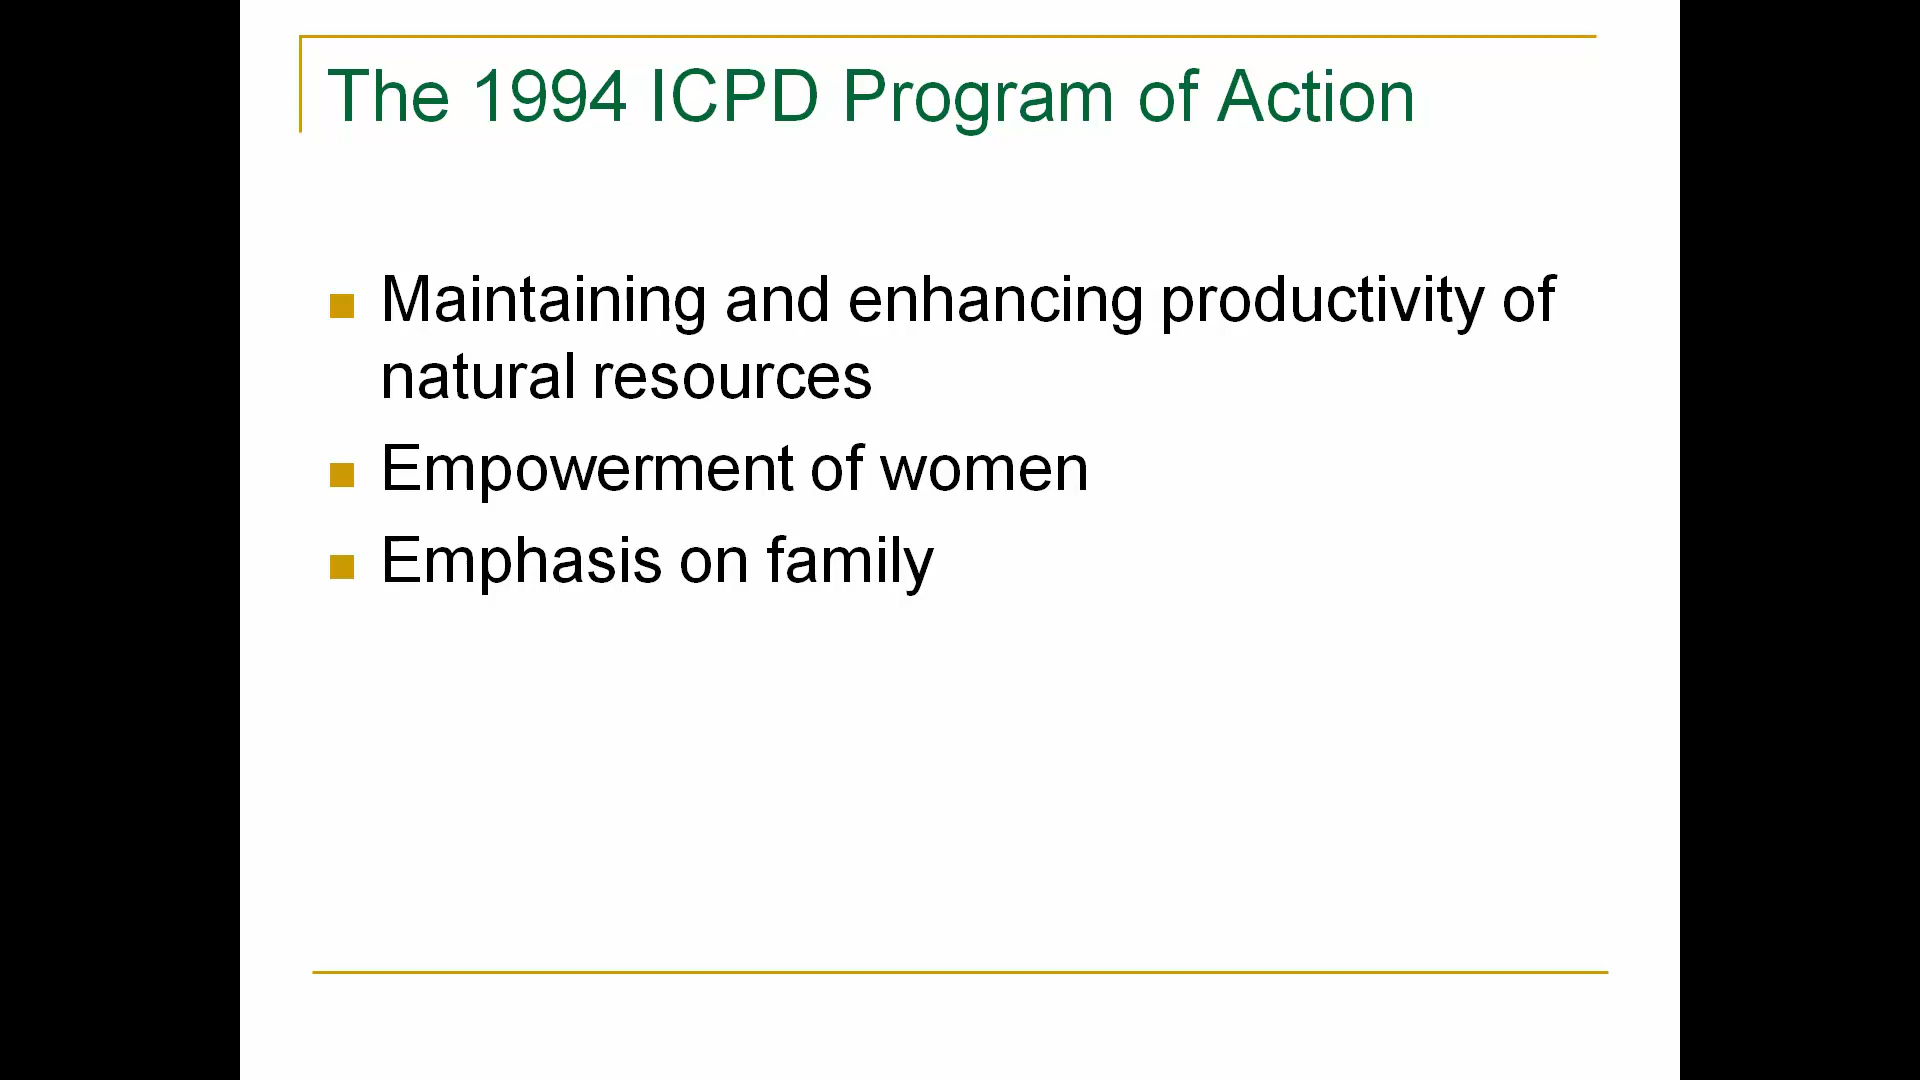 The 1994 ICPD Program of Action
Maintaining and enhancing productivity of
natural resources
Empowerment of women
Emphasis on family